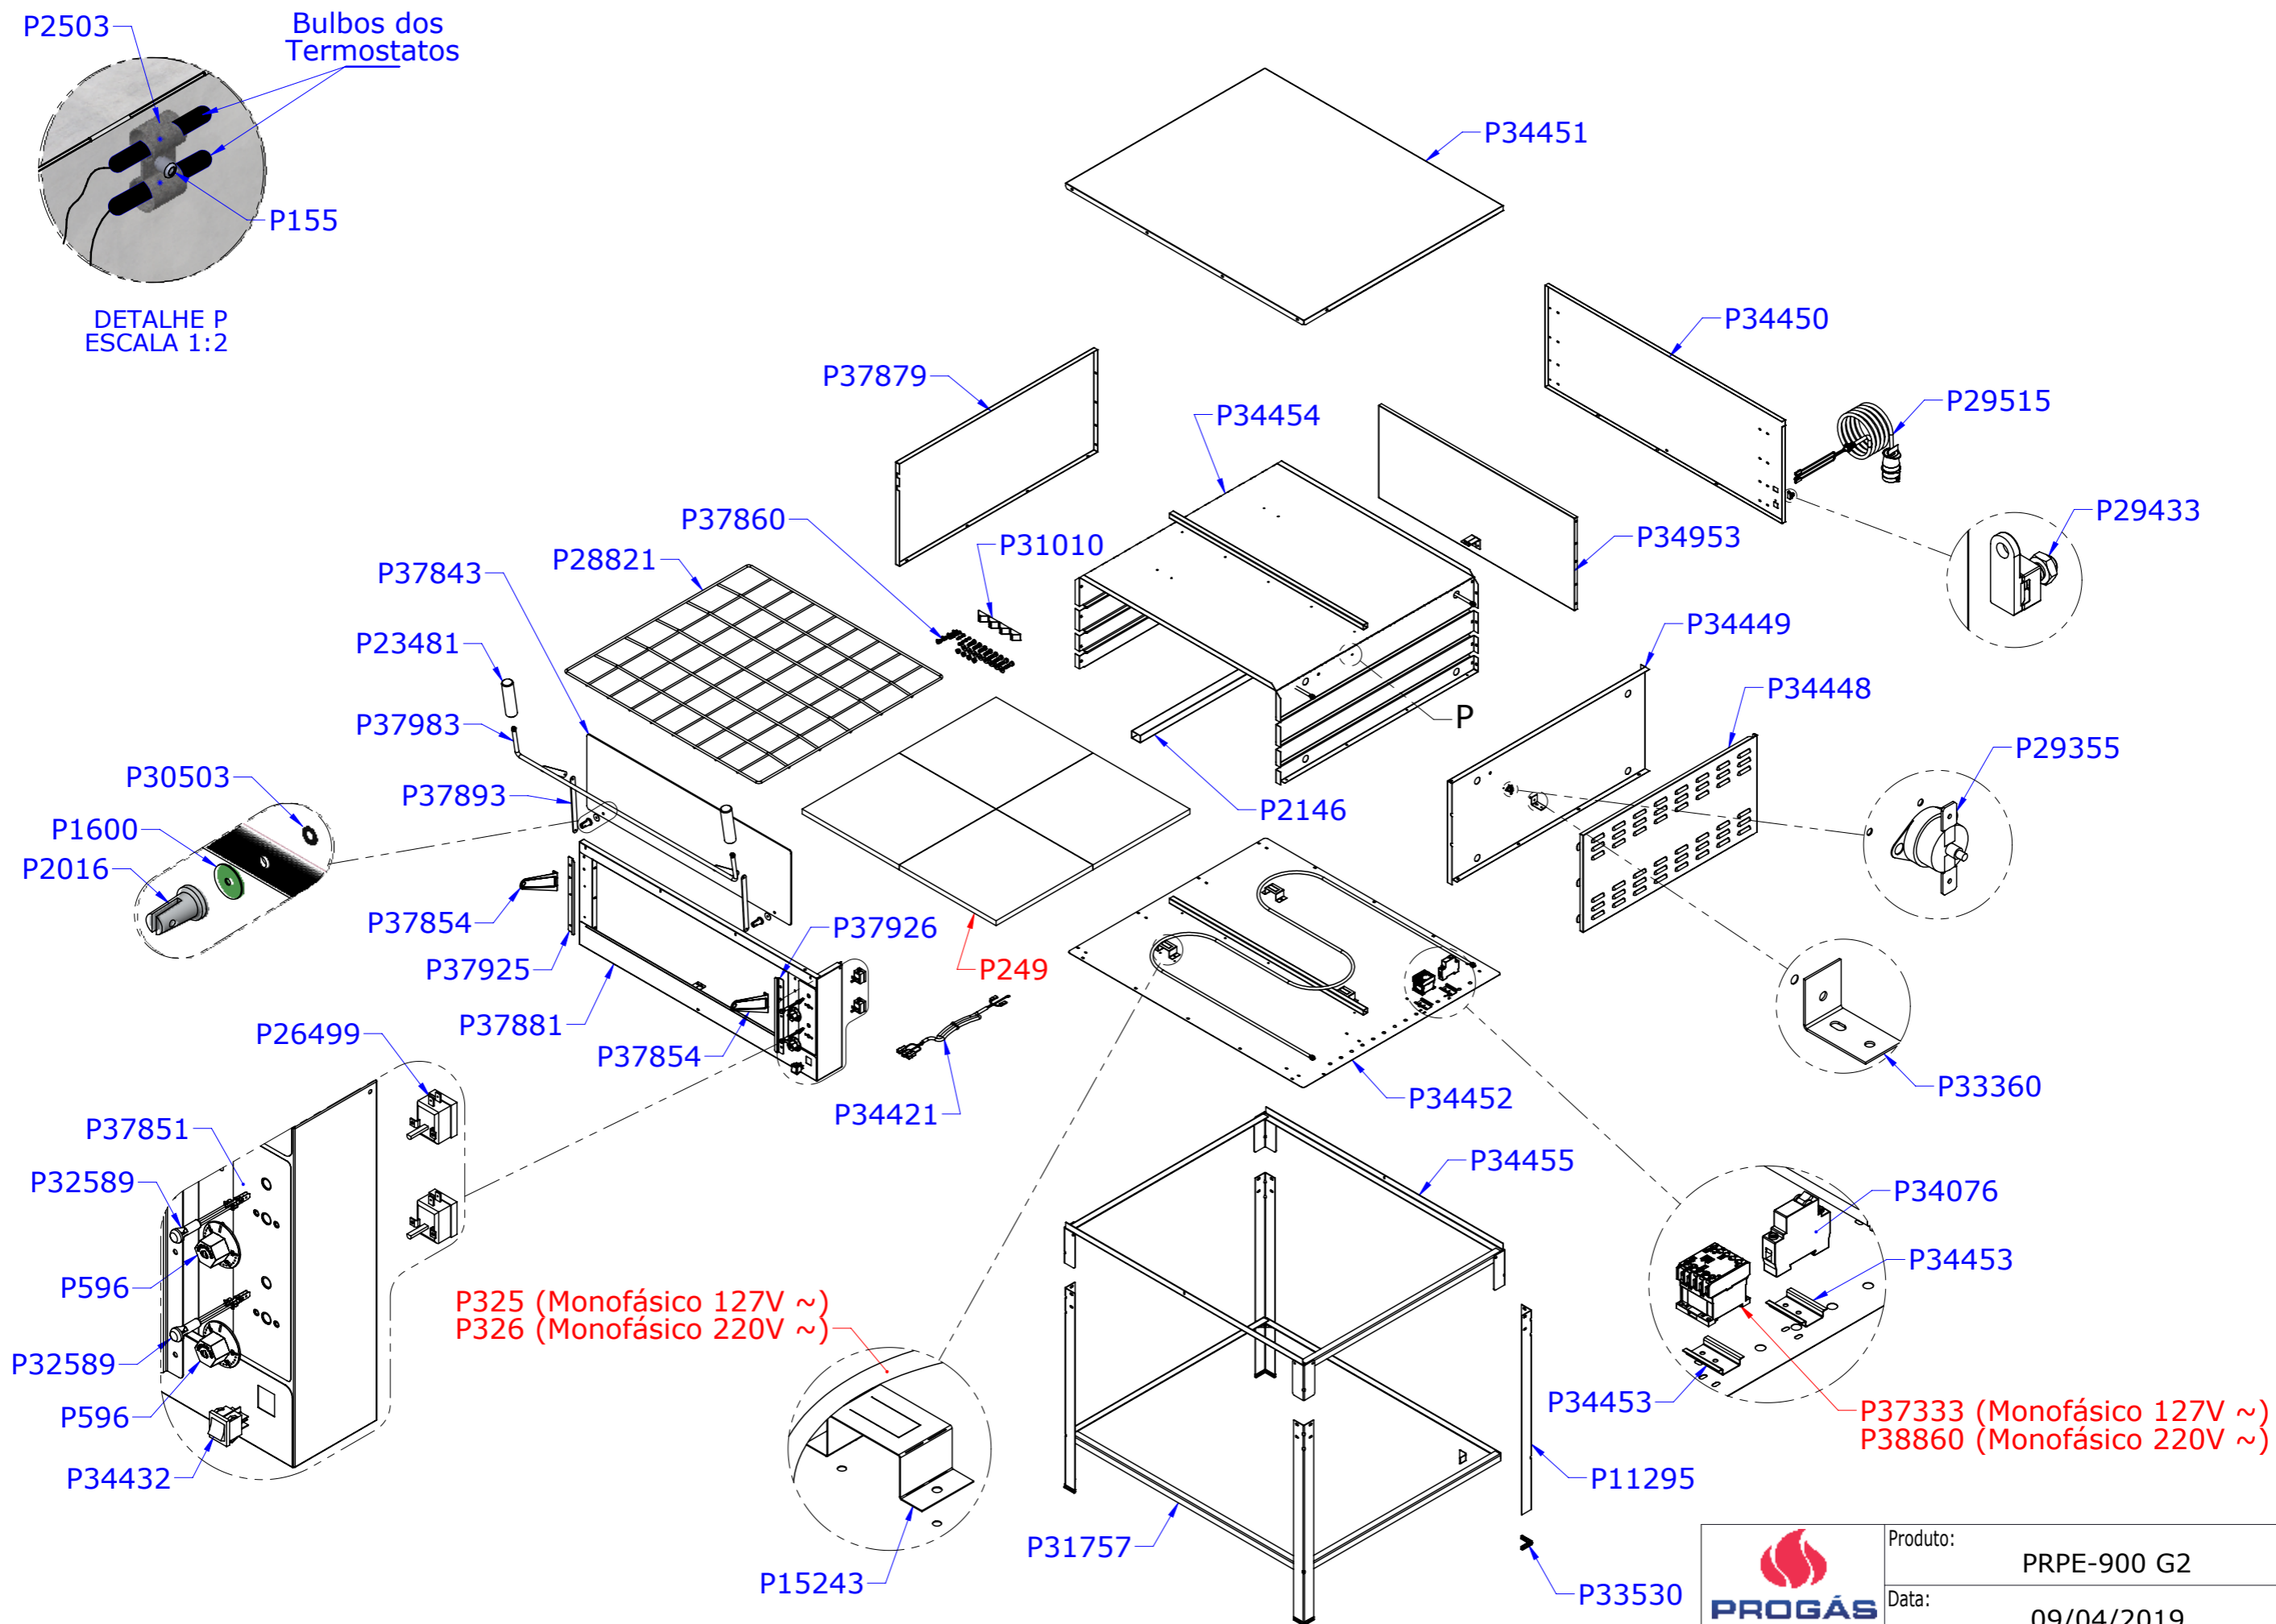 P2503
Bulbos dos
Termostatos
P155
DETALHE P
ESCALA 1:2
P34451
P34450
P37879
P34454
P29515
P29433
P37860
P31010
P34953
P37843
P28821
P23481
P34449
P37983
P34448
P
P30503
P29355
P37893
P1600
P2146
P2016
P37854
P37926
P37925
P249
P37881
P26499
P37854
P33360
P34421
P34452
P37851
P34455
P32589
P34076
P34453
P596
P325 (Monofásico 127V ~)
P326 (Monofásico 220V ~)
P32589
P34453
P596
P37333 (Monofásico 127V ~)
P38860 (Monofásico 220V ~)
P34432
P11295
P31757
P15243
P33530
PROGÁS
Produto:
PRPE-900 G2
Data:
09/04/2019